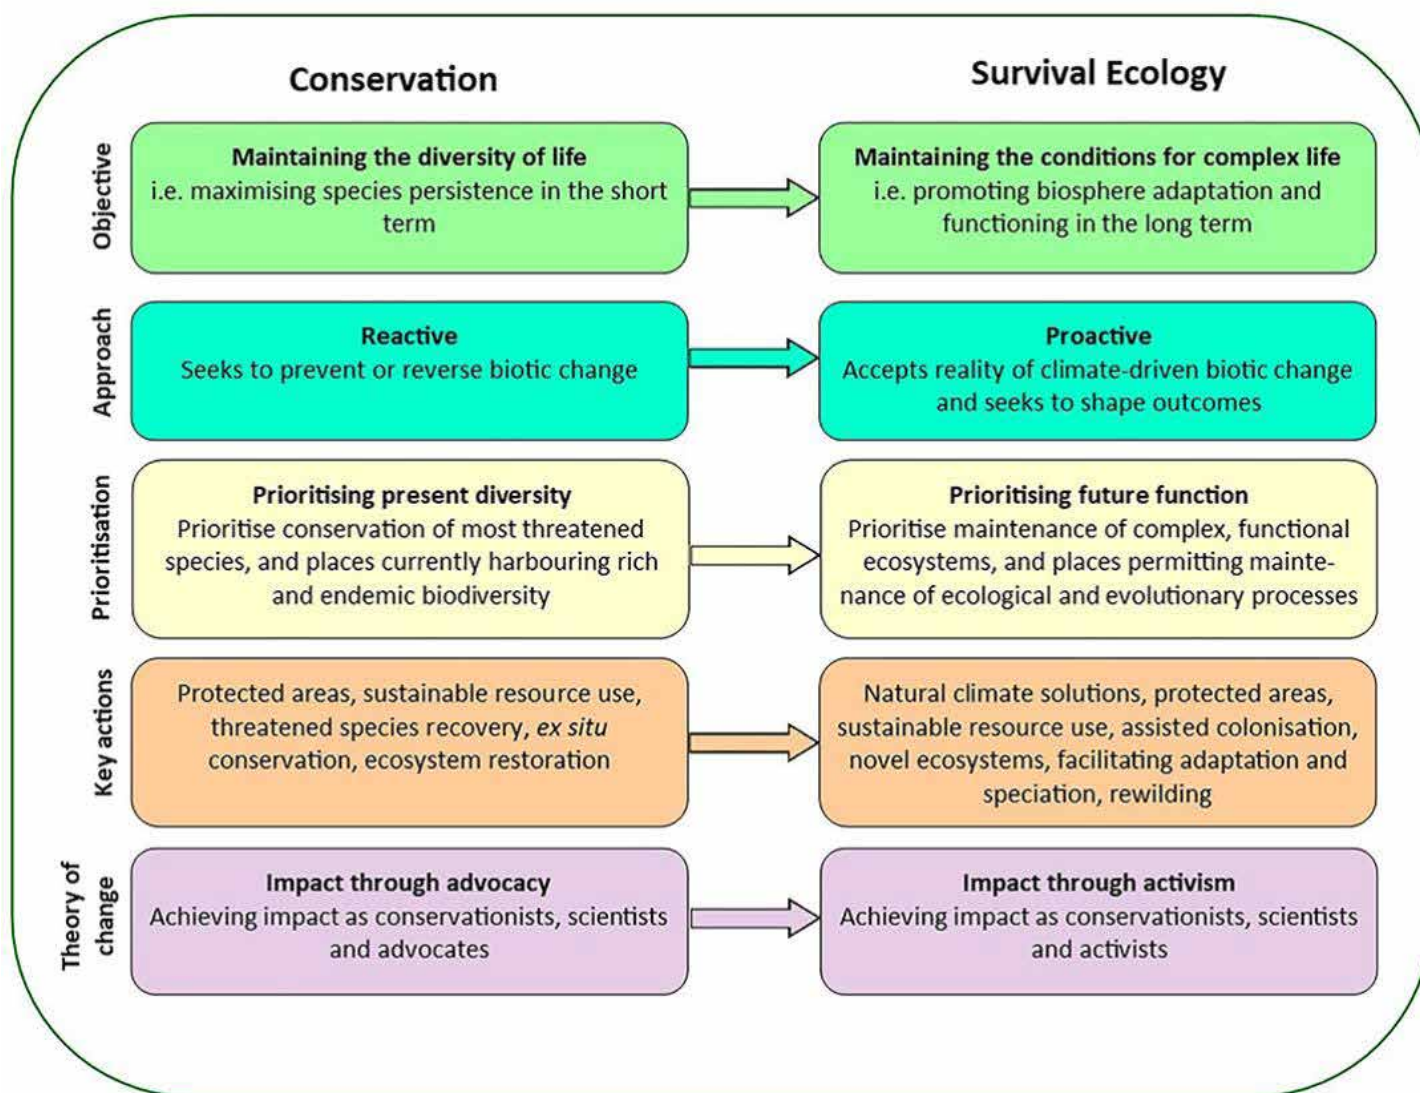 Conservation
Survival Ecology
Objective
Maintaining the diversity of life
i.e. maximising species persistence in the short
term
Maintaining the conditions for complex life
i.e. promoting biosphere adaptation and
functioning in the long term
Approach
Reactive
Seeks to prevent or reverse biotic change
Proactive
Accepts reality of climate-driven biotic change
and seeks to shape outcomes
Prioritisation
Prioritising present diversity
Prioritise conservation of most threatened
species, and places currently harbouring rich
and endemic biodiversity
Prioritising future function
Prioritise maintenance of complex, functional
ecosystems, and places permitting mainte-
nance of ecological and evolutionary processes
Key actions
Protected areas, sustainable resource use,
threatened species recovery, ex situ
conservation, ecosystem restoration
Natural climate solutions, protected areas,
sustainable resource use, assisted colonisation,
novel ecosystems, facilitating adaptation and
speciation, rewilding
Theory of
change
Impact through advocacy
Achieving impact as conservationists, scientists
and advocates
Impact through activism
Achieving impact as conservationists, scientists
and activists